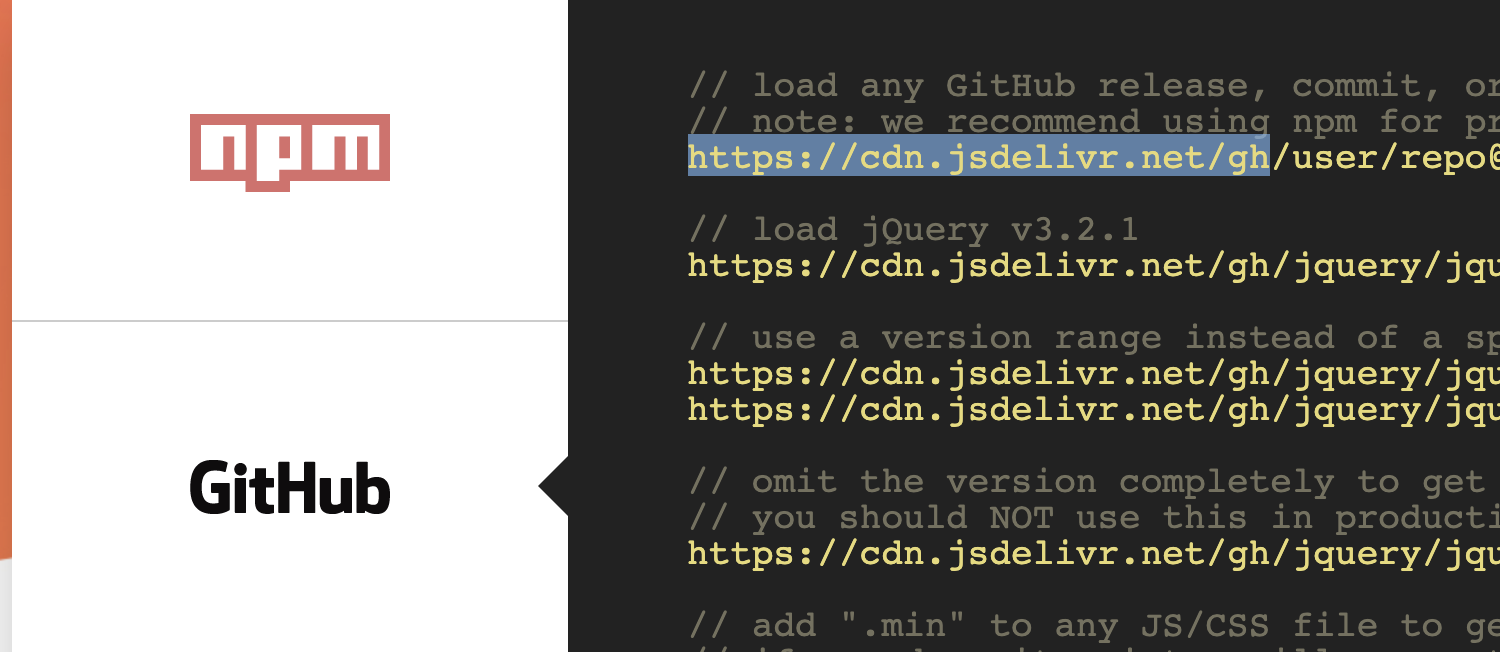 npm
GitHub
// load any GitHub release, commit, or
// note: we recommend using npm for pr
https://cdn.jsdelivr.net/gh/user/repo@
// load jQuery v3.2.1
https://cdn.jsdelivr.net/gh/jquery/jqu
// use a version range instead of a sp
https://cdn.jsdelivr.net/gh/jquery/jqu
https://cdn.jsdelivr.net/gh/jquery/jqu
// omit the version completely to get
// you should NOT use this in producti
https://cdn.jsdelivr.net/gh/jquery/jqu
// add ".min" to any JS/CSS file to ge